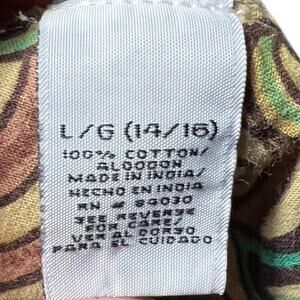 L/G (14/16)
100% COTTON/
ALGODON
MADE IN INDIA/
HECHO EN INDIA
RN # 94030
SEE REVERSE
FOR CARE/
VER AL DORSO
PARA EL CUIDADO